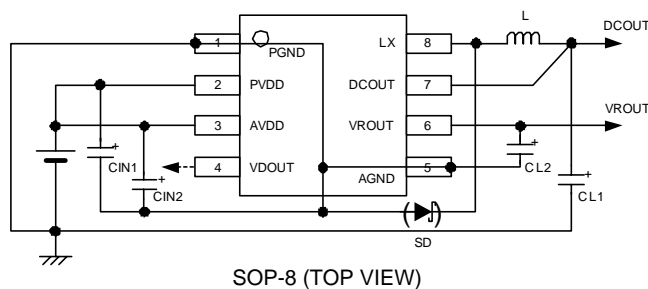 L
DCOUT
1
PGND
LX
8
2
PVDD
DCOUT
7
VROUT
3
AVDD
VROUT
6
4
VDOUT
AGND
5
+
CIN1
+
CIN2
+
CL2
+
CL1
( )
SD
SOP-8 (TOP VIEW)